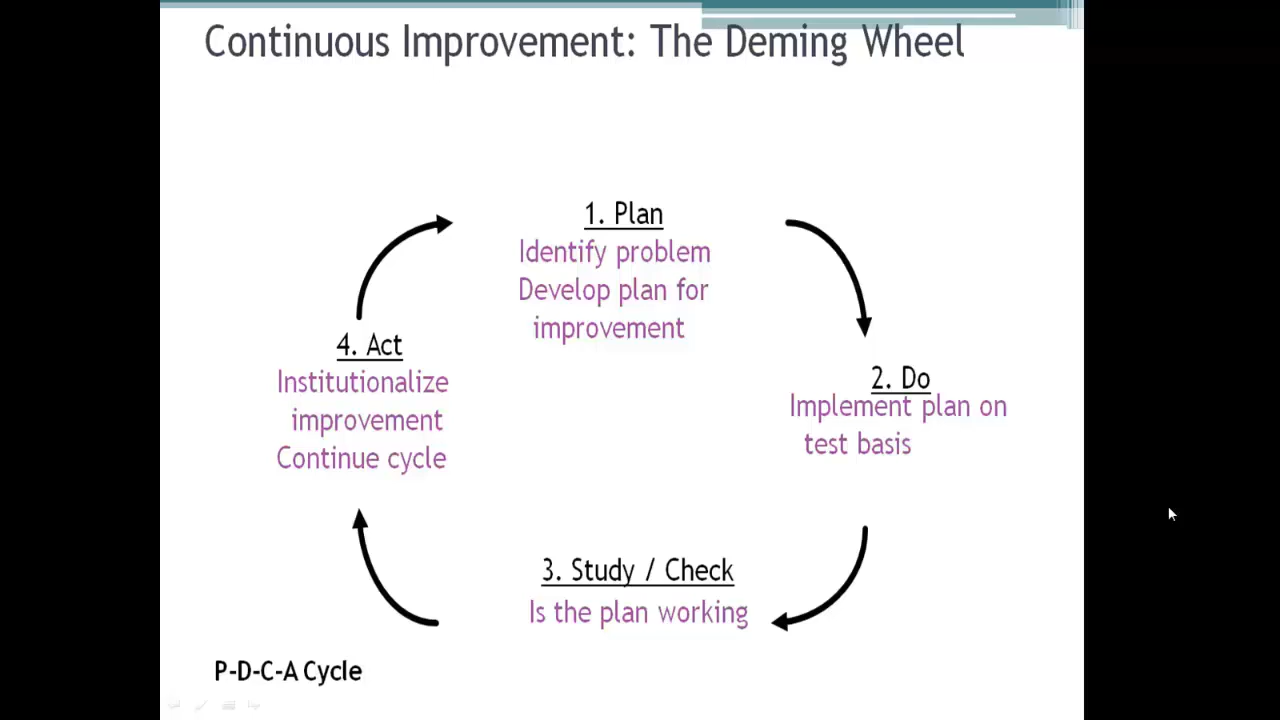 Continuous Improvement: The Deming Wheel
1. Plan
Identify problem
Develop plan for
improvement
2. Do
Implement plan on
test basis
3. Study / Check
Is the plan working
4. Act
Institutionalize
improvement
Continue cycle
P-D-C-A Cycle